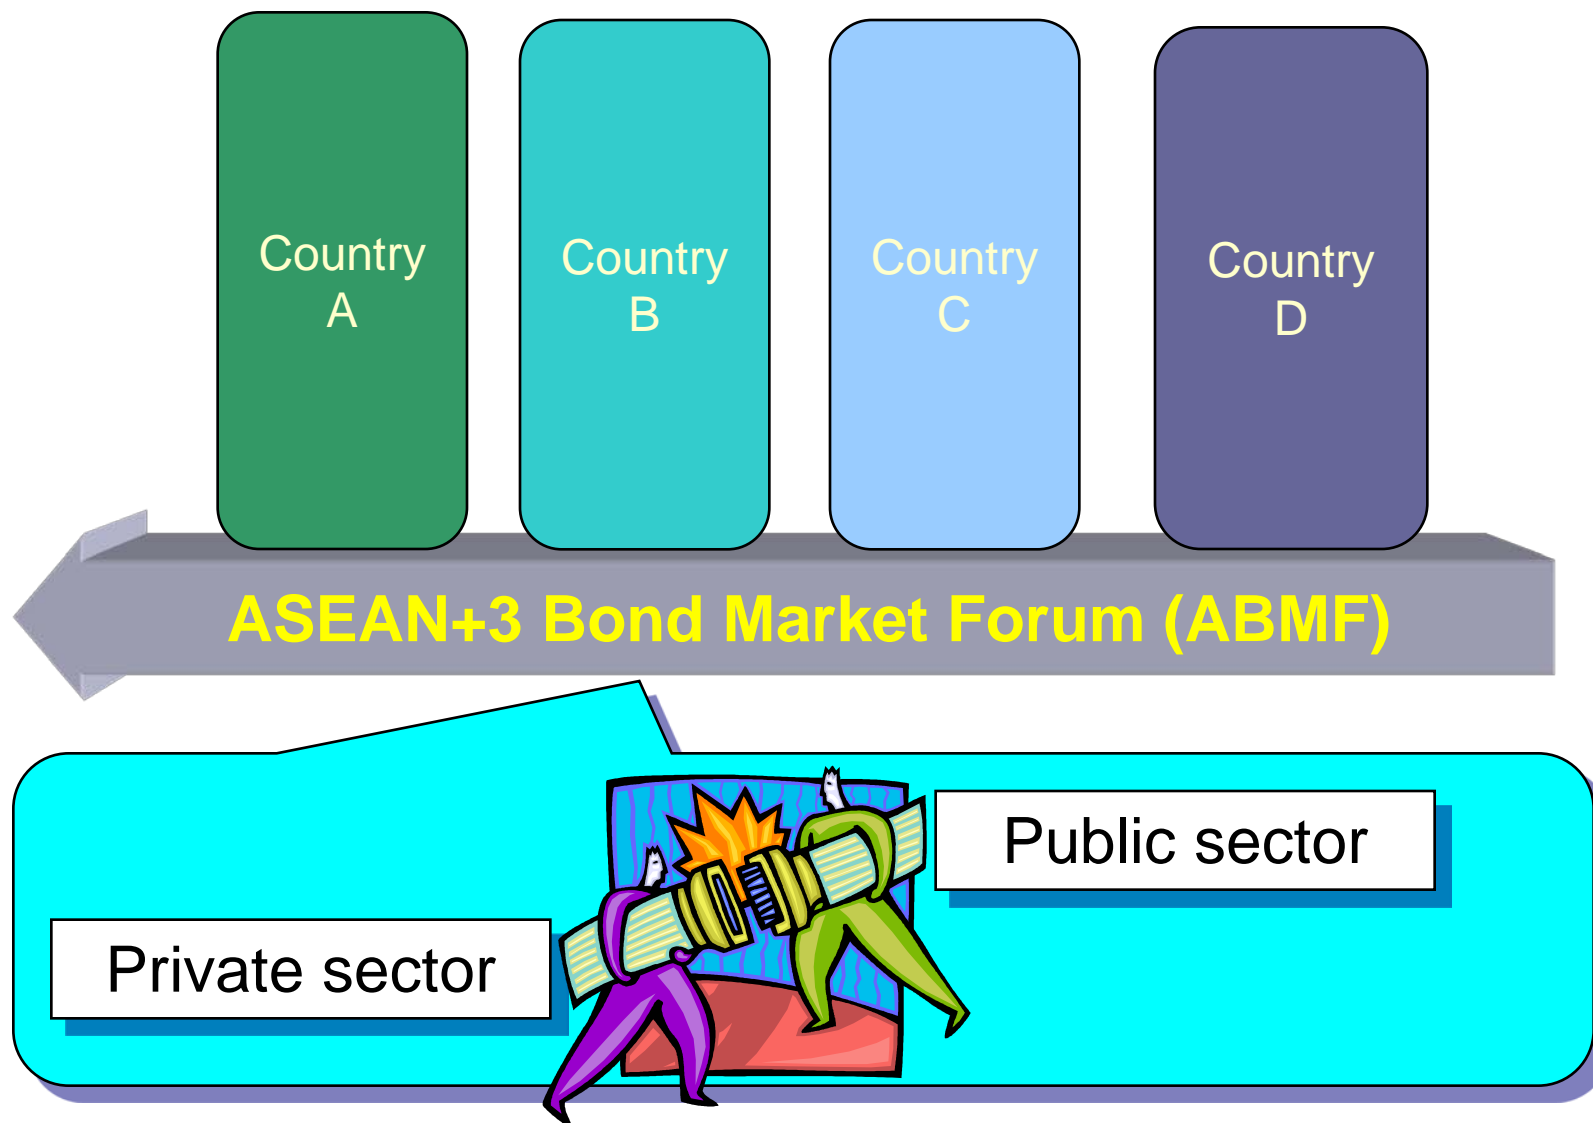 Country
A
Country
B
Country
C
Country
D
ASEAN+3 Bond Market Forum (ABMF)
Public sector
Private sector